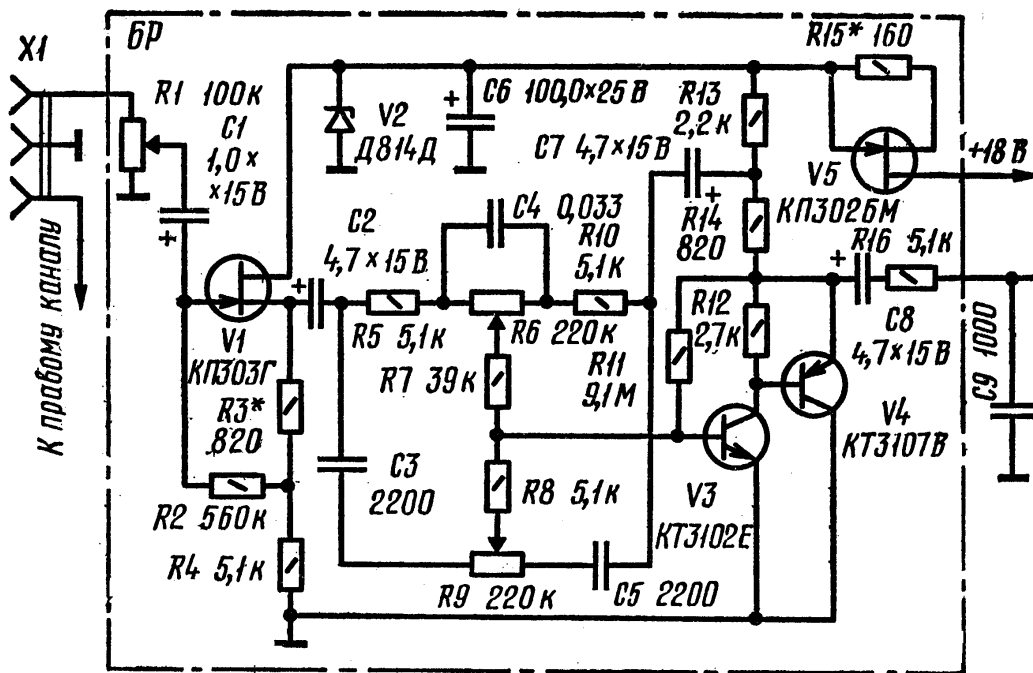 БР
X1
R1 100к
C1
1,0×
×15В
V2
Д814Д
C6 100,0×25В
R13
2,2к
R15* 160
C7 4,7×15В
+18В
V5
КП302БМ
К правому каналу
C2
4,7×15В
C4 0,033
R10
5,1к
R14
820
R16 5,1к
V1
КП303Г
R5 5,1к
R6 220к
R12
2,7к
C8
4,7×15В
C9 1000
R3*
820
R7 39к
R11
9,1М
V4
КТ3107В
C3
2200
R8 5,1к
V3
КТ3102Е
R2 560к
R4 5,1к
R9 220к
C5 2200